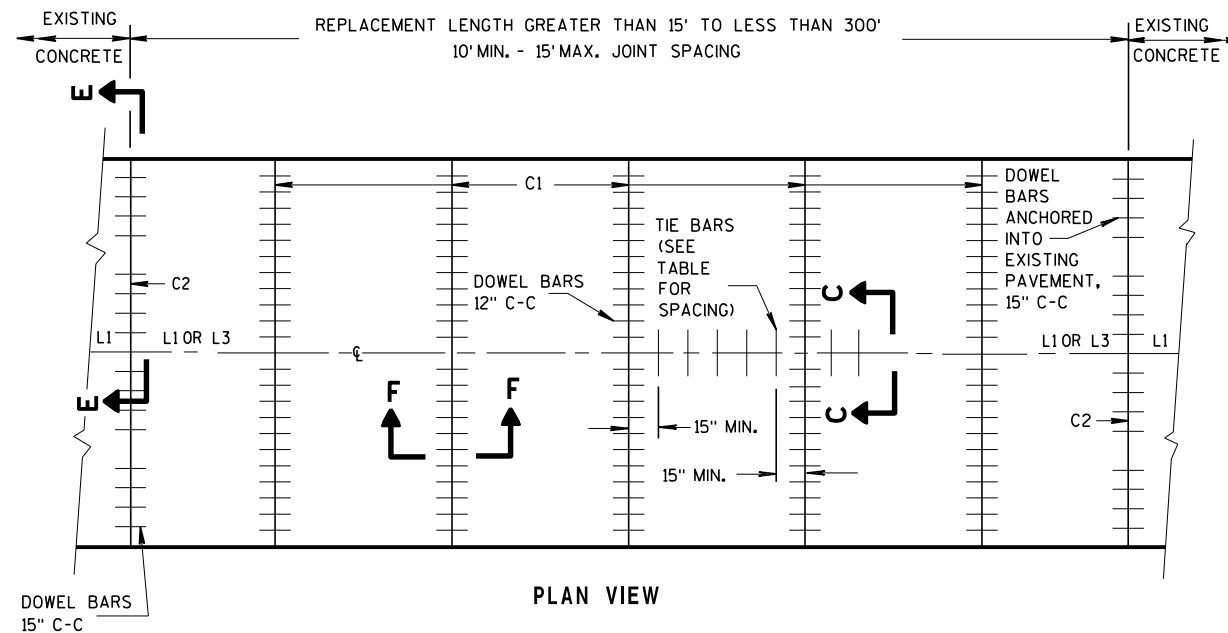 EXISTING
CONCRETE
REPLACEMENT LENGTH GREATER THAN 15' TO LESS THAN 300'
10' MIN. - 15' MAX. JOINT SPACING
EXISTING
CONCRETE
E
C1
DOWEL
BARS
ANCHORED
INTO
EXISTING
PAVEMENT,
15" C-C
TIE BARS
(SEE
TABLE
FOR
SPACING)
DOWEL BARS
12" C-C
C2
C
L1
L1 OR L3
℄
L1 OR L3
L1
E
F
F
C
C2
15" MIN.
15" MIN.
DOWEL BARS
15" C-C
PLAN VIEW